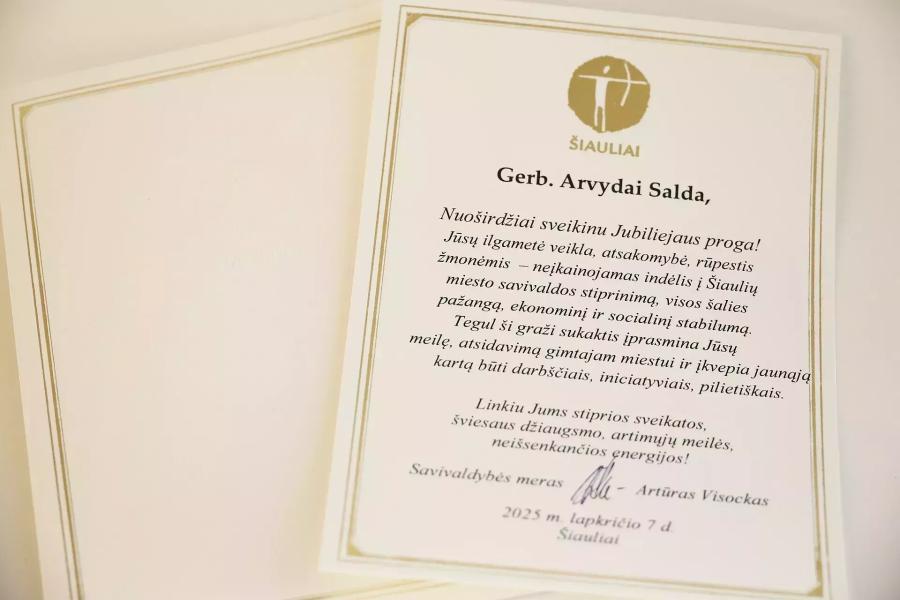 ŠIAULIAI
Gerb. Arvydai Salda,
Nuoširdžiai sveikinu Jubiliejaus proga!
Jūsų ilgametė veikla, atsakomybė, rūpestis
žmonėmis – neįkainojamas indėlis į Šiaulių
miesto savivaldos stiprinimą, visos šalies
pažangą, ekonominį ir socialinį stabilumą.
Tegul ši graži sukaktis įprasmina Jūsų
meilę, atsidavimą gimtajam miestui ir įkvepia jaunąją
kartą būti darbščiais, iniciatyviais, pilietiškais.
Linkiu Jums stiprios sveikatos,
šviesaus džiaugsmo, artimųjų meilės,
neišsenkančios energijos!
Savivaldybės meras Artūras Visockas
2025 m. lapkričio 7 d.
Šiauliai